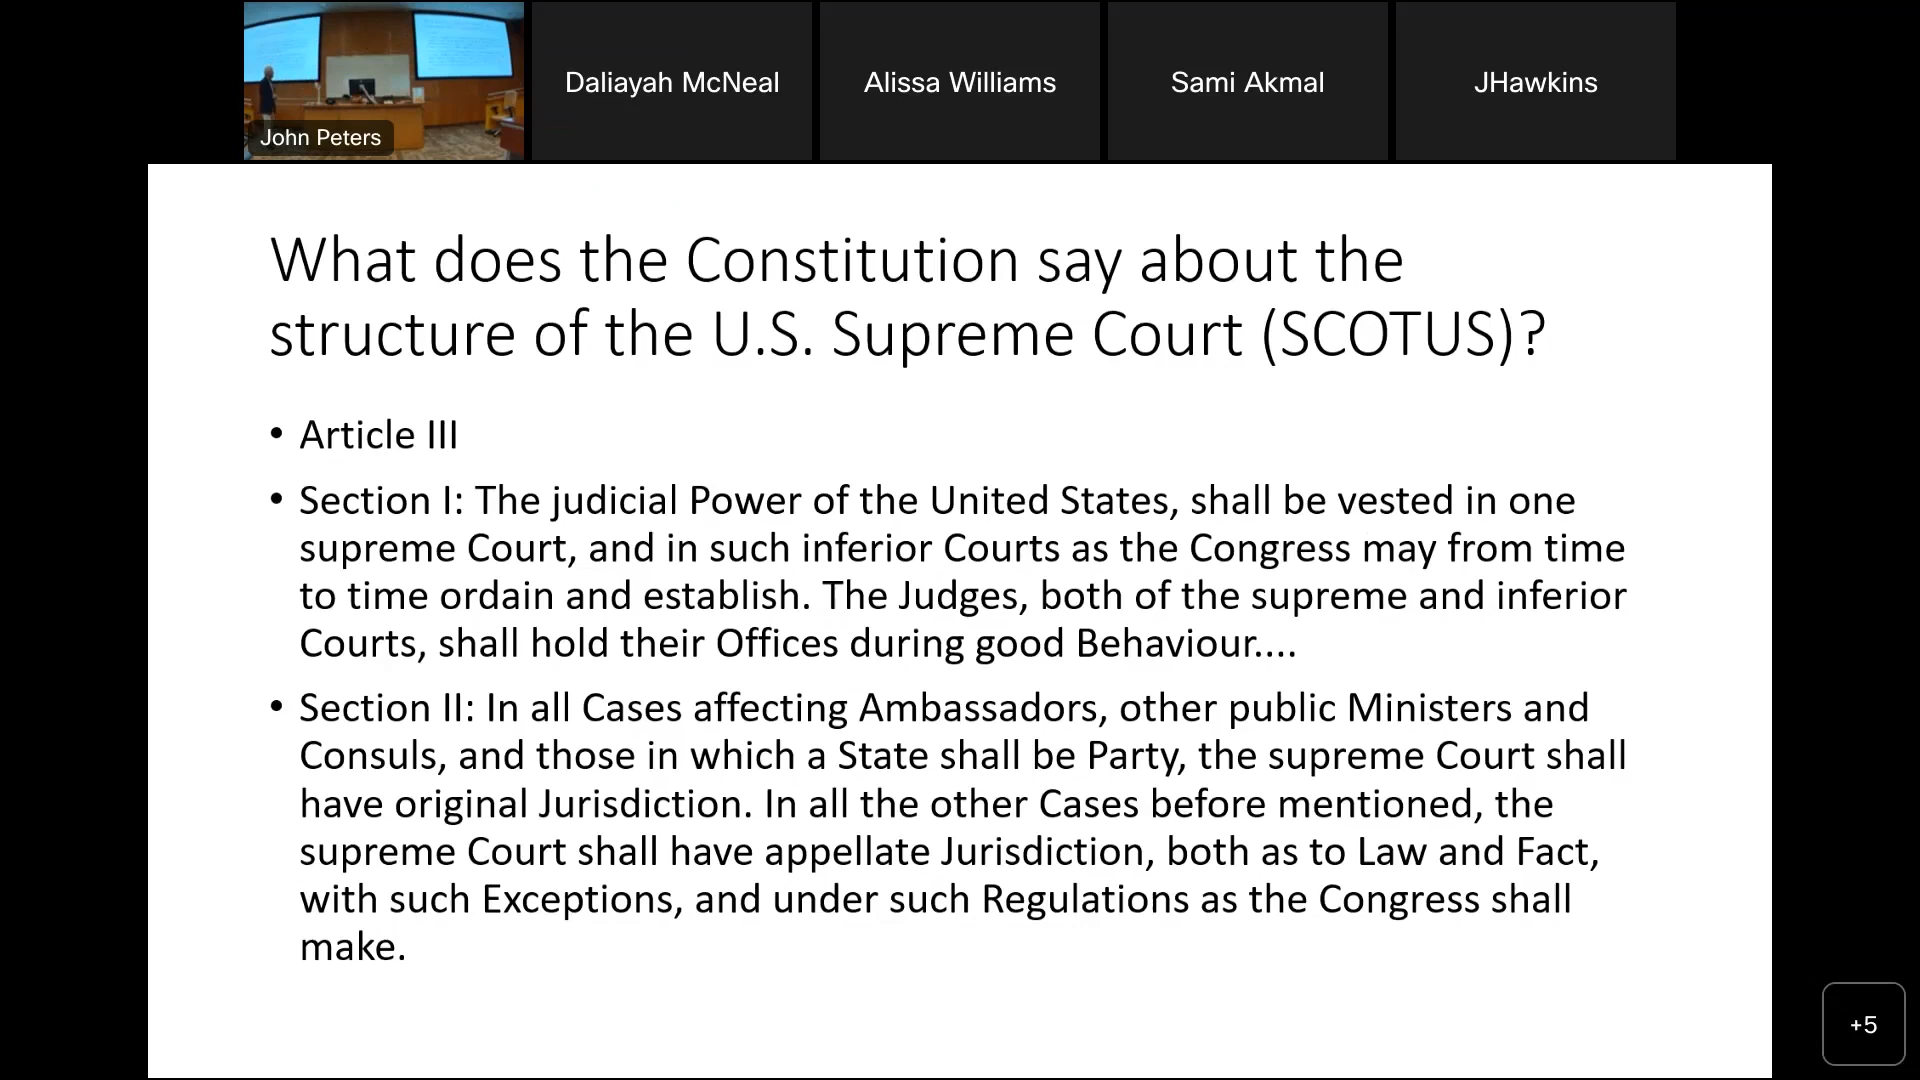 John Peters
Daliayah McNeal
Alissa Williams
Sami Akmal
JHawkins
What does the Constitution say about the
structure of the U.S. Supreme Court (SCOTUS)?
• Article III
• Section I: The judicial Power of the United States, shall be vested in one
supreme Court, and in such inferior Courts as the Congress may from time
to time ordain and establish. The Judges, both of the supreme and inferior
Courts, shall hold their Offices during good Behaviour....
• Section II: In all Cases affecting Ambassadors, other public Ministers and
Consuls, and those in which a State shall be Party, the supreme Court shall
have original Jurisdiction. In all the other Cases before mentioned, the
supreme Court shall have appellate Jurisdiction, both as to Law and Fact,
with such Exceptions, and under such Regulations as the Congress shall
make.
+5